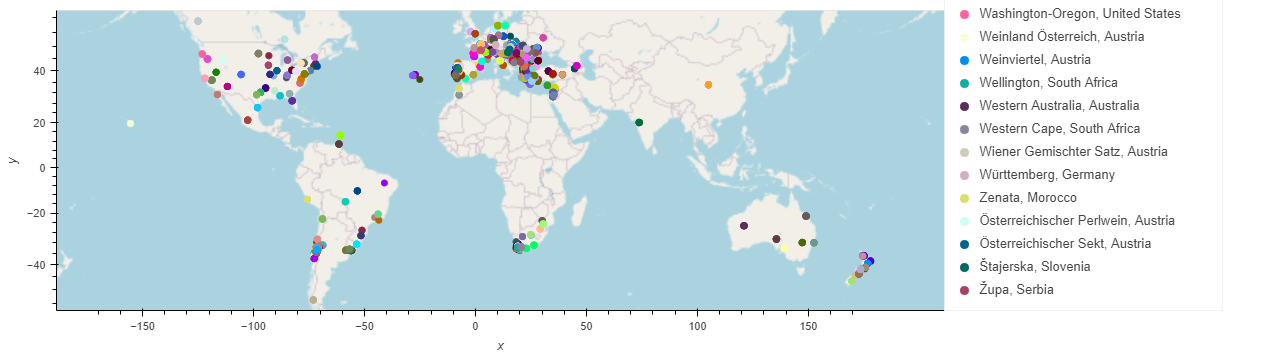 Washington-Oregon, United States
Weinland Österreich, Austria
Weinviertel, Austria
Wellington, South Africa
Western Australia, Australia
Western Cape, South Africa
Wiener Gemischter Satz, Austria
Württemberg, Germany
Zenata, Morocco
Österreichischer Perlwein, Austria
Österreichischer Sekt, Austria
Štajerska, Slovenia
Župa, Serbia
40
20
0
−20
−40
y
−150
−100
−50
0
50
100
150
x